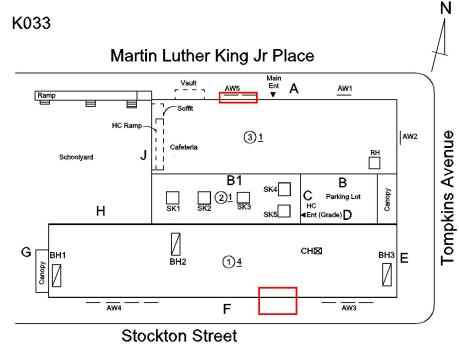 K033
N
Martin Luther King Jr Place
Vault
Main
Ent
A
AW5
AW1
Ramp
Soffit
HC Ramp
3 1
AW2
J
Cafeteria
Schoolyard
RH
B1
B
C
Parking Lot
SK4
2 1
HC
Ent (Grade)
D
Canopy
SK1
SK2
SK3
SK5
H
Tompkins Avenue
G
Canopy
BH1
BH2
1 4
CH
BH3
E
AW4
F
AW3
Stockton Street